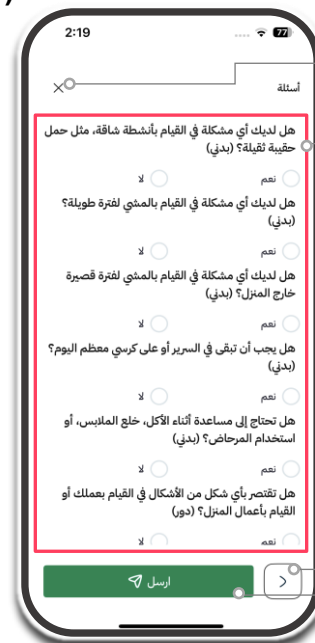 2:19
77
أسئلة
هل لديك أي مشكلة في القيام بأنشطة شاقة، مثل حمل
حقيبة ثقيلة؟ (بدني)
نعم لا
هل لديك أي مشكلة في القيام بالمشي لفترة طويلة؟
(بدني)
نعم لا
هل لديك أي مشكلة في القيام بالمشي لفترة قصيرة
خارج المنزل؟ (بدني)
نعم لا
هل يجب أن تبقى في السرير أو على كرسي معظم اليوم؟
(بدني)
نعم لا
هل تحتاج إلى مساعدة أثناء الأكل، خلع الملابس، أو
استخدام المرحاض؟ (بدني)
نعم لا
هل تقتصر بأي شكل من الأشكال في القيام بعملك أو
القيام بأعمال المنزل؟ (دور)
نعم لا
ارسل